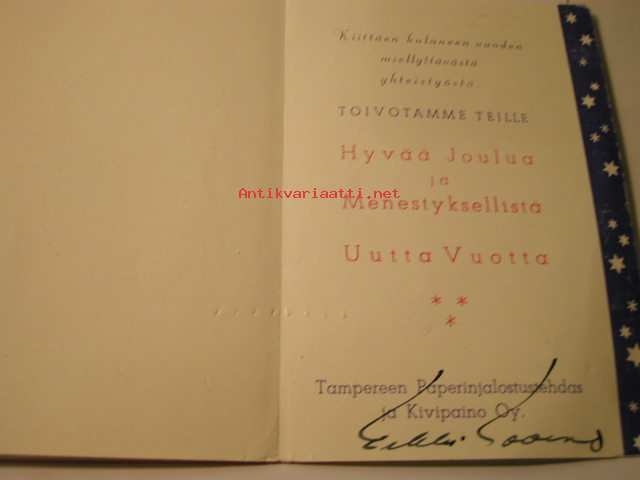 Kiittäen kuluneen vuoden
miellyttävästä
yhteistyöstä
TOIVOTAMME TEILLE
Hyvää Joulua
ja
Antikvariaatti.net
Menestyksellistä
Uutta Vuotta
Tampereen Paperinjalostustehdas
ja Kivipaino Oy.